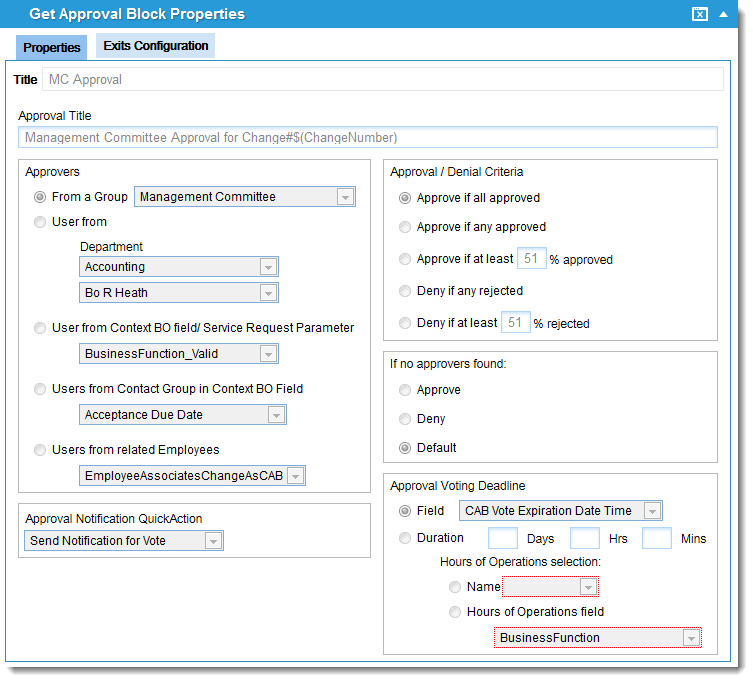 Get Approval Block Properties
Properties
Exits Configuration
Title MC Approval
Approval Title
Management Committee Approval for Change#$(ChangeNumber)
Approvers
From a Group Management Committee
User from
Department
Accounting
Bo R Heath
User from Context BO field/ Service Request Parameter
BusinessFunction_Valid
Users from Contact Group in Context BO Field
Acceptance Due Date
Users from related Employees
EmployeeAssociatesChangeAsCAB
Approval Notification QuickAction
Send Notification for Vote
Approval / Denial Criteria
Approve if all approved
Approve if any approved
Approve if at least 51 % approved
Deny if any rejected
Deny if at least 51 % rejected
If no approvers found:
Approve
Deny
Default
Approval Voting Deadline
Field CAB Vote Expiration Date Time
Duration Days Hrs Mins
Hours of Operations selection:
Name
Hours of Operations field
BusinessFunction